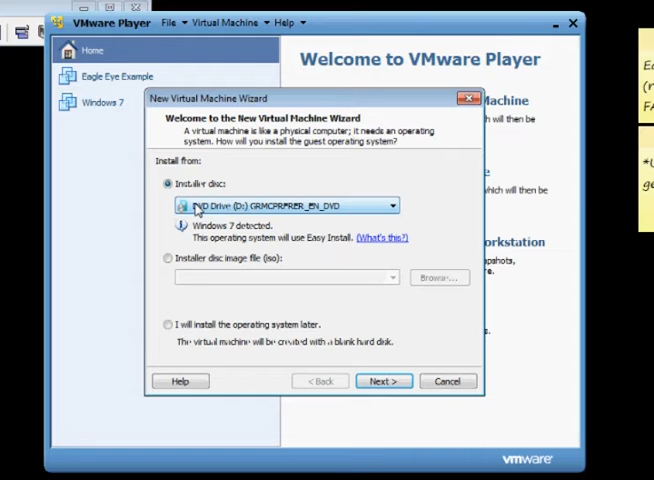 VMware Player File Virtual Machine Help
Home
Eagle Eye Example
Windows 7
Welcome to VMware Player
Machine
will then be
which will then be
orkstation
apshots,
New Virtual Machine Wizard
Welcome to the New Virtual Machine Wizard
A virtual machine is like a physical computer; it needs an operating
system. How will you install the guest operating system?
Install from:
Installer disc:
DVD Drive (D:) GRMCPRFRER_EN_DVD
Windows 7 detected.
This operating system will use Easy Install. (What's this?)
Installer disc image file (iso):
Browse...
I will install the operating system later.
The virtual machine will be created with a blank hard disk.
Help
< Back
Next >
Cancel
vmware
(r
FA
ge